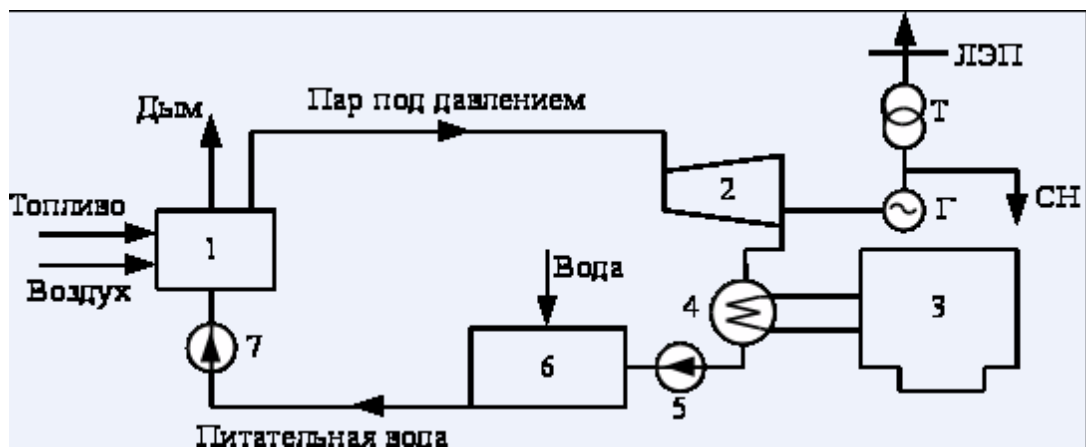 ЛЭП
Пар под давлением
Дым
Т
2
Топливо
Г
СН
1
Вода
Воздух
4
3
7
6
5
Питательная вода